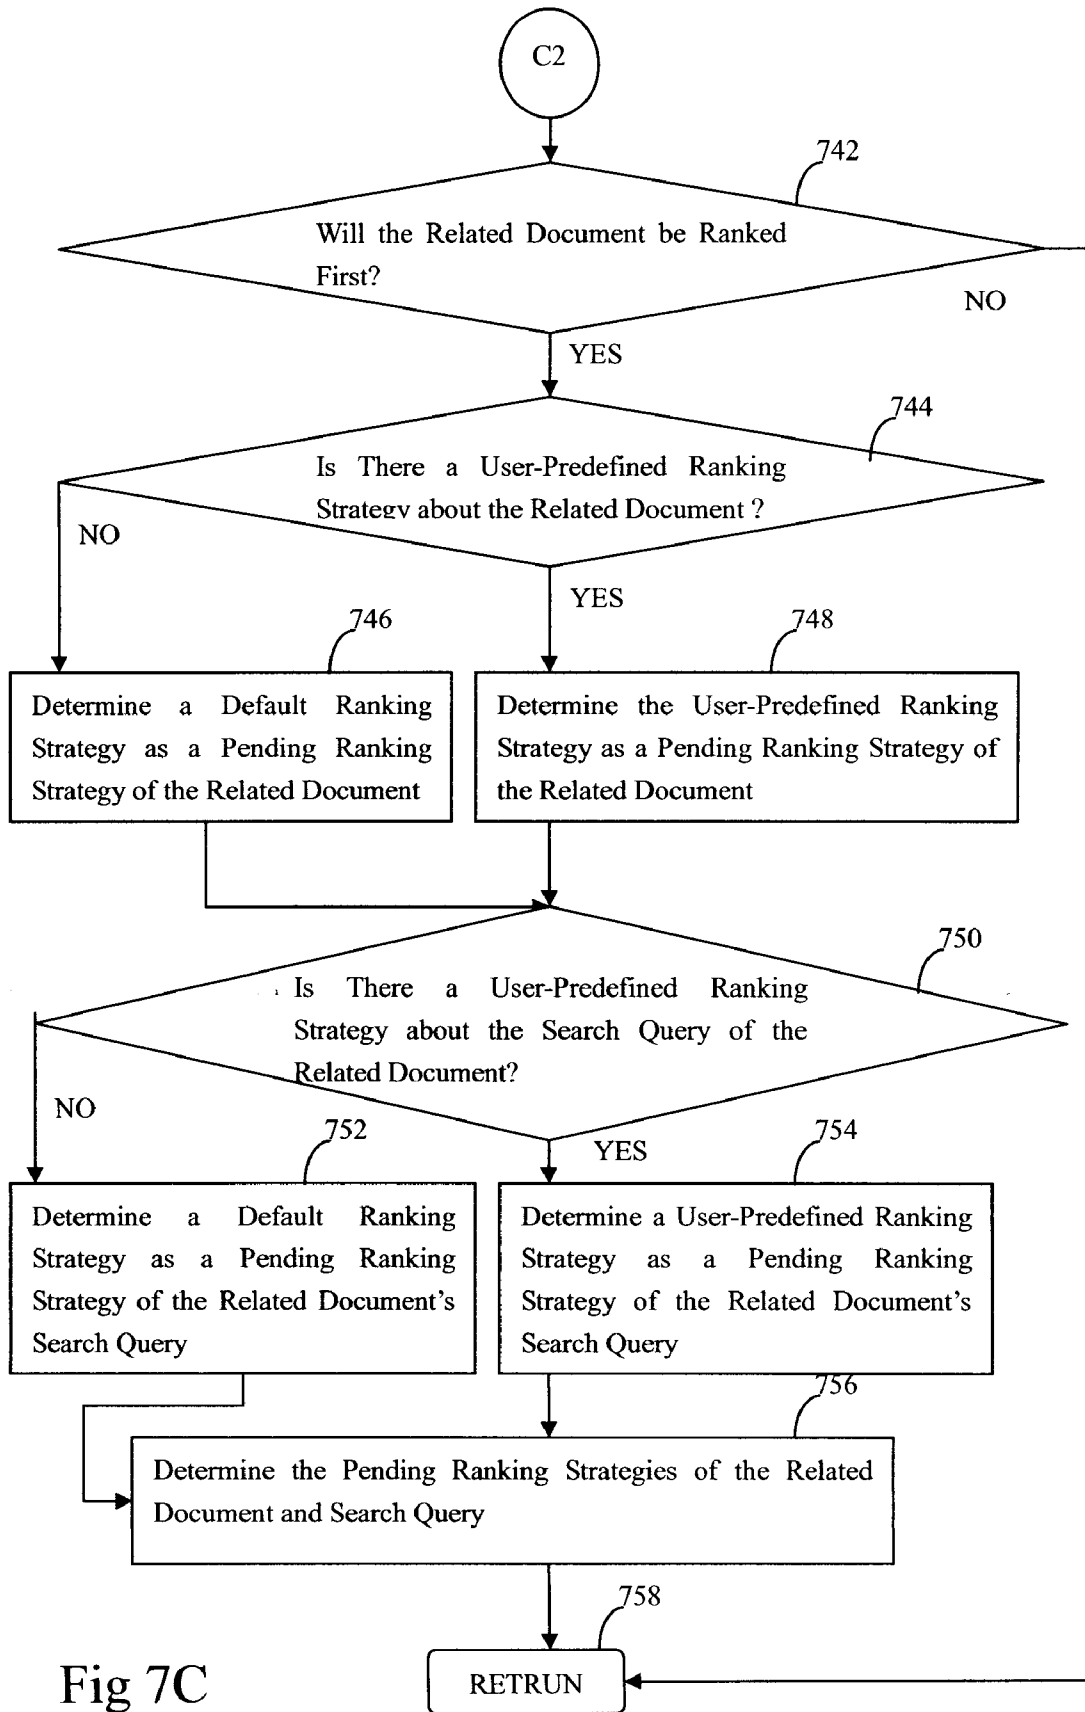 C2
742
Will the Related Document be Ranked
First?
NO
YES
744
Is There a User-Predefined Ranking
Strategy about the Related Document ?
NO
YES
746
748
Determine a Default Ranking
Strategy as a Pending Ranking
Strategy of the Related Document
Determine the User-Predefined Ranking
Strategy as a Pending Ranking Strategy of
the Related Document
750
Is There a User-Predefined Ranking
Strategy about the Search Query of the
Related Document?
NO
YES
752
754
Determine a Default Ranking
Strategy as a Pending Ranking
Strategy of the Related Document's
Search Query
Determine a User-Predefined Ranking
Strategy as a Pending Ranking
Strategy of the Related Document's
Search Query
756
Determine the Pending Ranking Strategies of the Related
Document and Search Query
758
RETRUN
Fig 7C